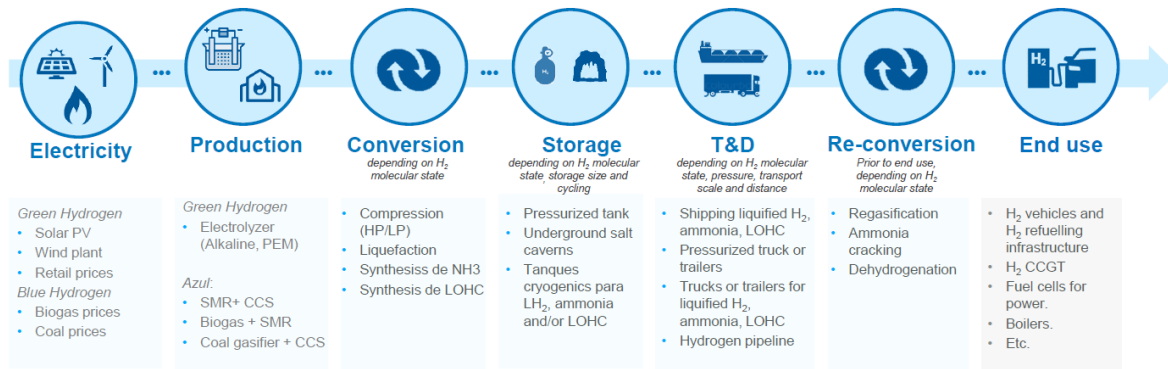 Electricity
Green Hydrogen
• Solar PV
• Wind plant
• Retail prices
Blue Hydrogen
• Biogas prices
• Coal prices
Production
Green Hydrogen
• Electrolyzer
(Alkaline, PEM)
Azul:
• SMR+ CCS
• Biogas + SMR
• Coal gasifier + CCS
Conversion
depending on H₂
molecular state
• Compression
(HP/LP)
• Liquefaction
• Synthesiss de NH3
• Synthesis de LOHC
H₂
Storage
depending on H₂ molecular
state, storage size and
cycling
• Pressurized tank
• Underground salt
caverns
• Tanques
cryogenics para
LH₂, ammonia
and/or LOHC
T&D
depending on H₂ molecular
state, pressure, transport
scale and distance
• Shipping liquified H₂,
ammonia, LOHC
• Pressurized truck or
trailers
• Trucks or trailers for
liquified H₂,
ammonia, LOHC
• Hydrogen pipeline
Re-conversion
Prior to end use,
depending on H₂
molecular state
• Regasification
• Ammonia
cracking
• Dehydrogenation
H₂
End use
• H₂ vehicles and
H₂ refuelling
infrastructure
• H₂ CCGT
• Fuel cells for
power.
• Boilers.
• Etc.